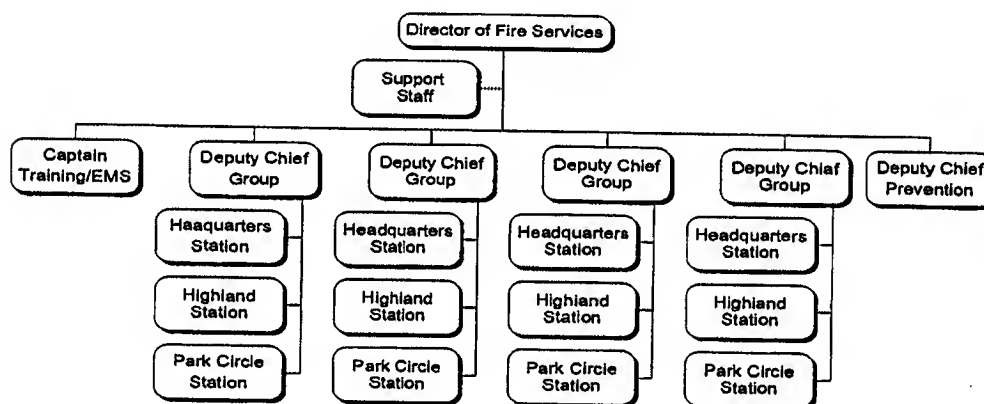 Director of Fire Services
Support
Staff
Captain
Training/EMS
Deputy Chief
Group
Deputy Chief
Group
Deputy Chief
Group
Deputy Chiaf
Group
Deputy Chief
Prevention
Haaquarters
Station
Highland
Station
Park Circle
Station
Headquarters
Station
Highland
Station
Park Circle
Station
Headquarters
Station
Highland
Station
Park Circle
Station
Headquarters
Station
Highland
Station
Park Circle
Station